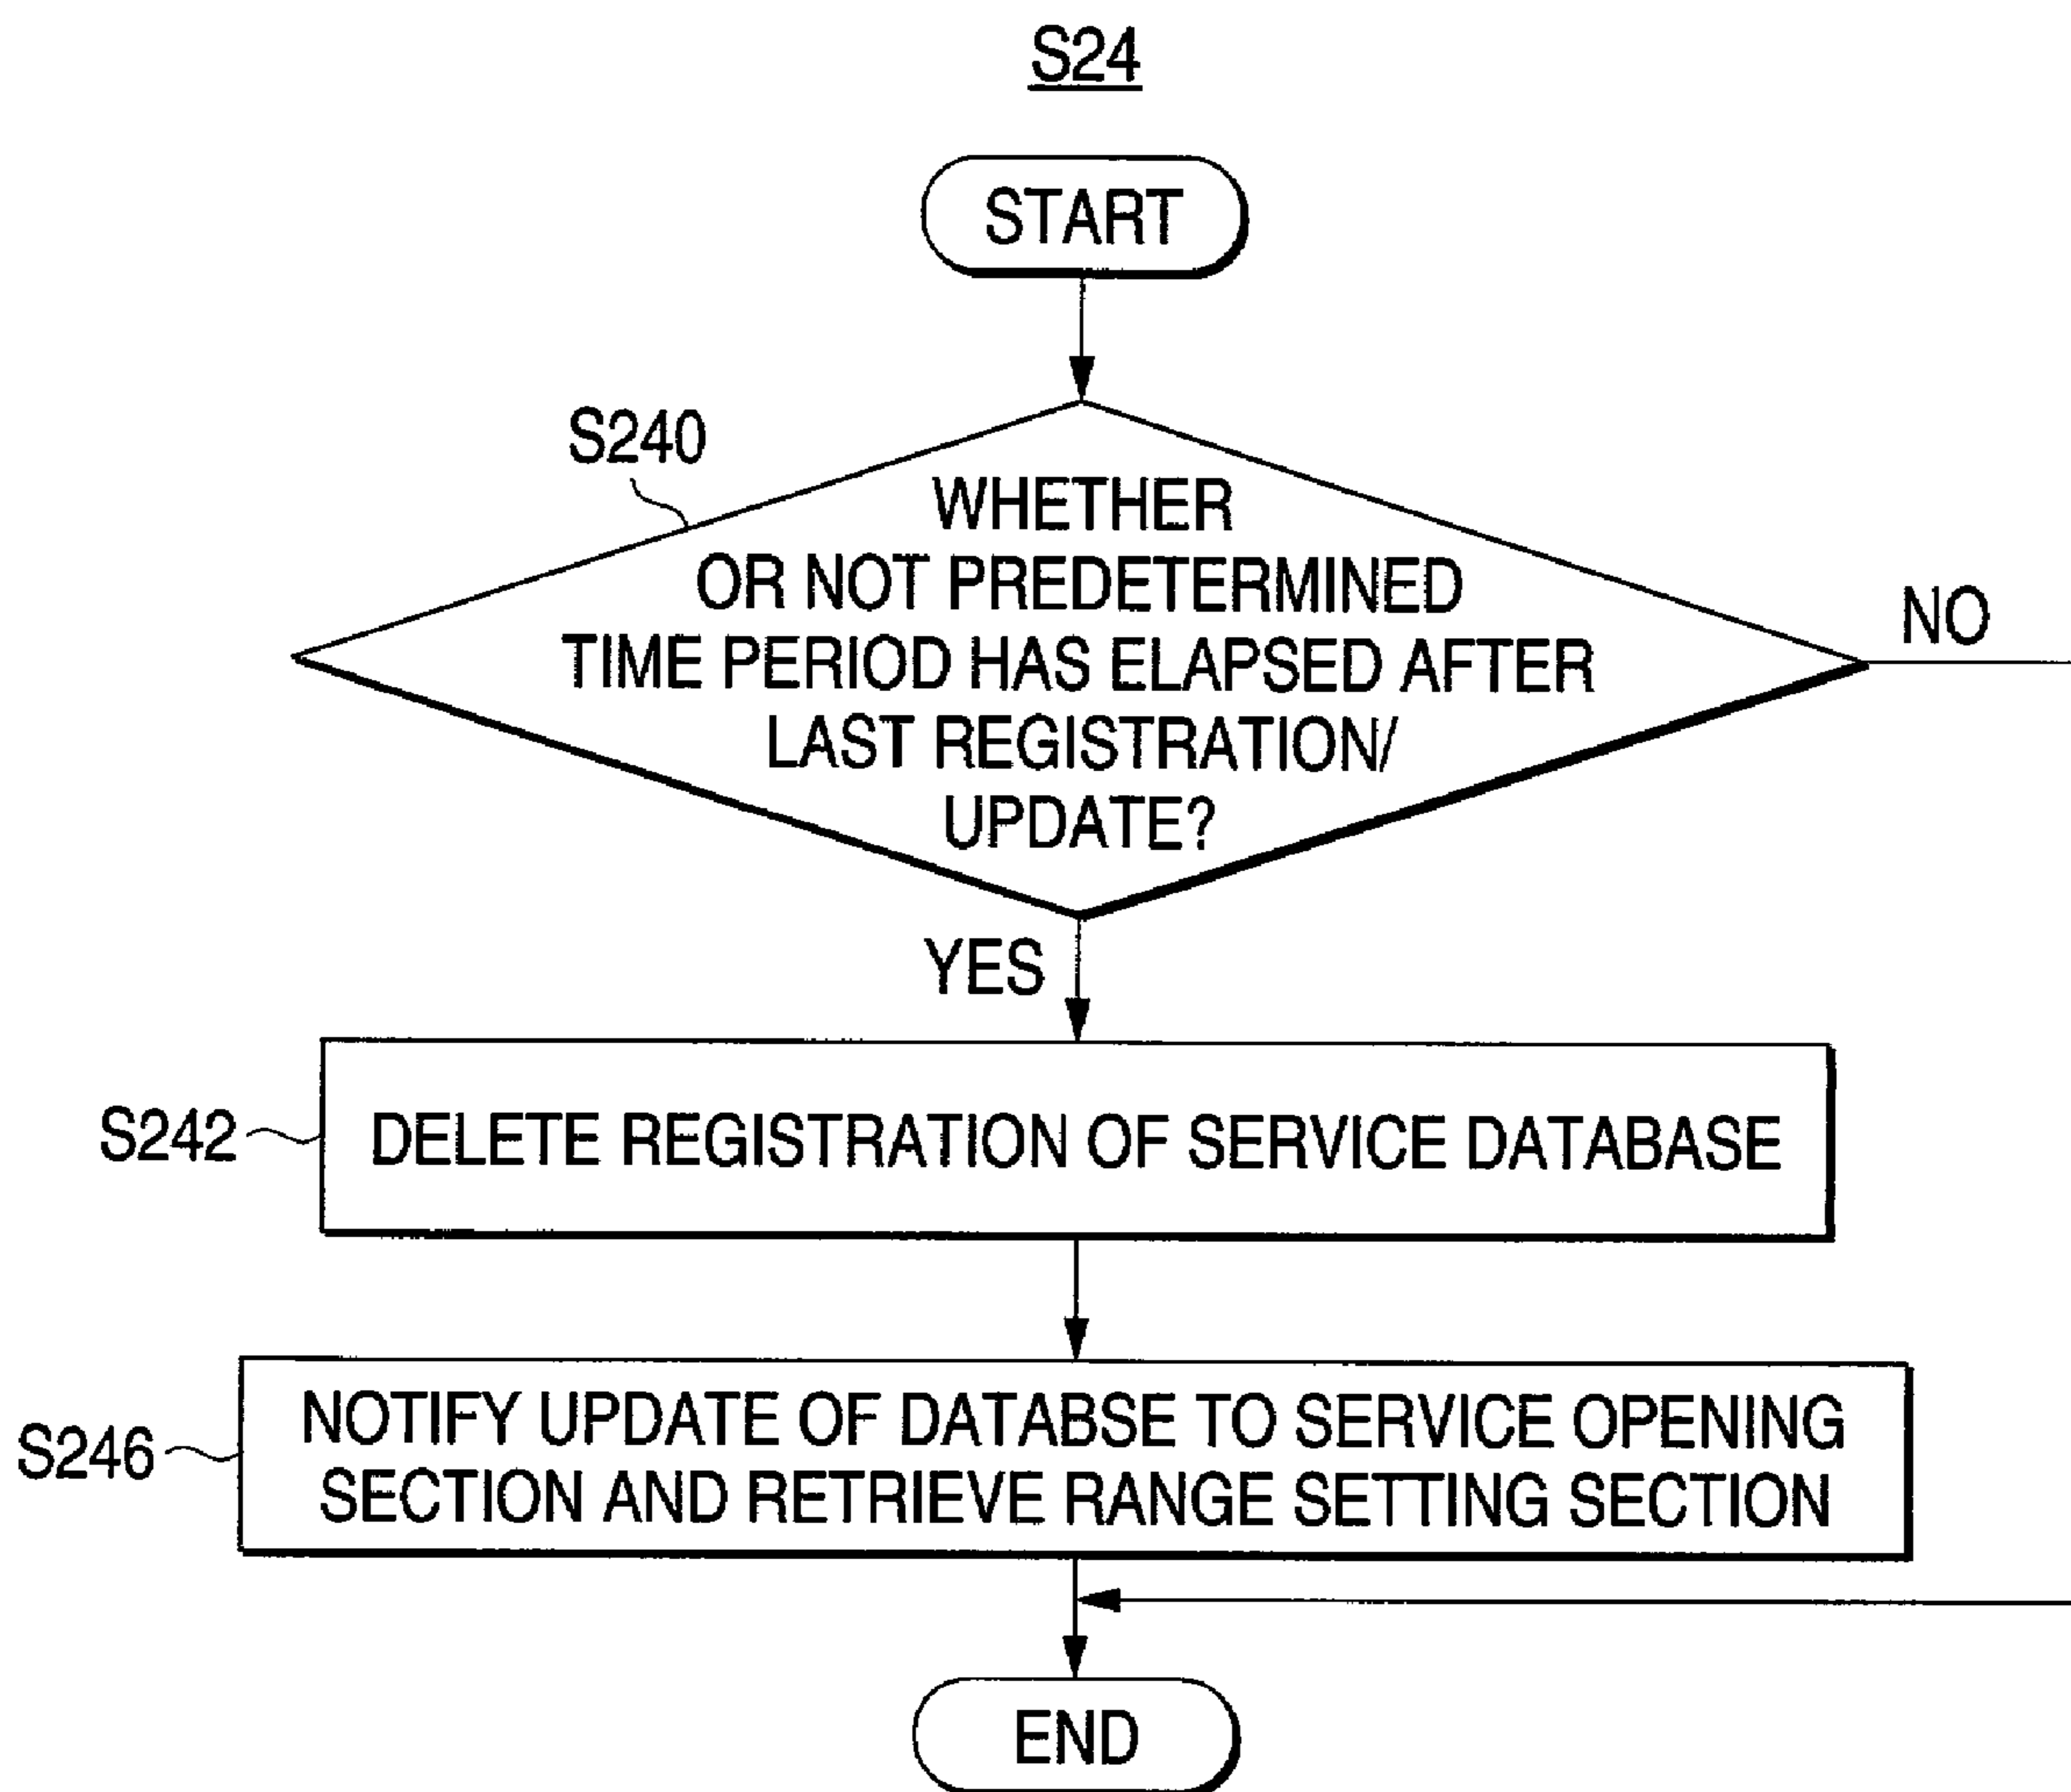 S24
START
S240
WHETHER
OR NOT PREDETERMINED
TIME PERIOD HAS ELAPSED AFTER
LAST REGISTRATION/
UPDATE?
NO
YES
S242
DELETE REGISTRATION OF SERVICE DATABASE
S246
NOTIFY UPDATE OF DATABSE TO SERVICE OPENING
SECTION AND RETRIEVE RANGE SETTING SECTION
END